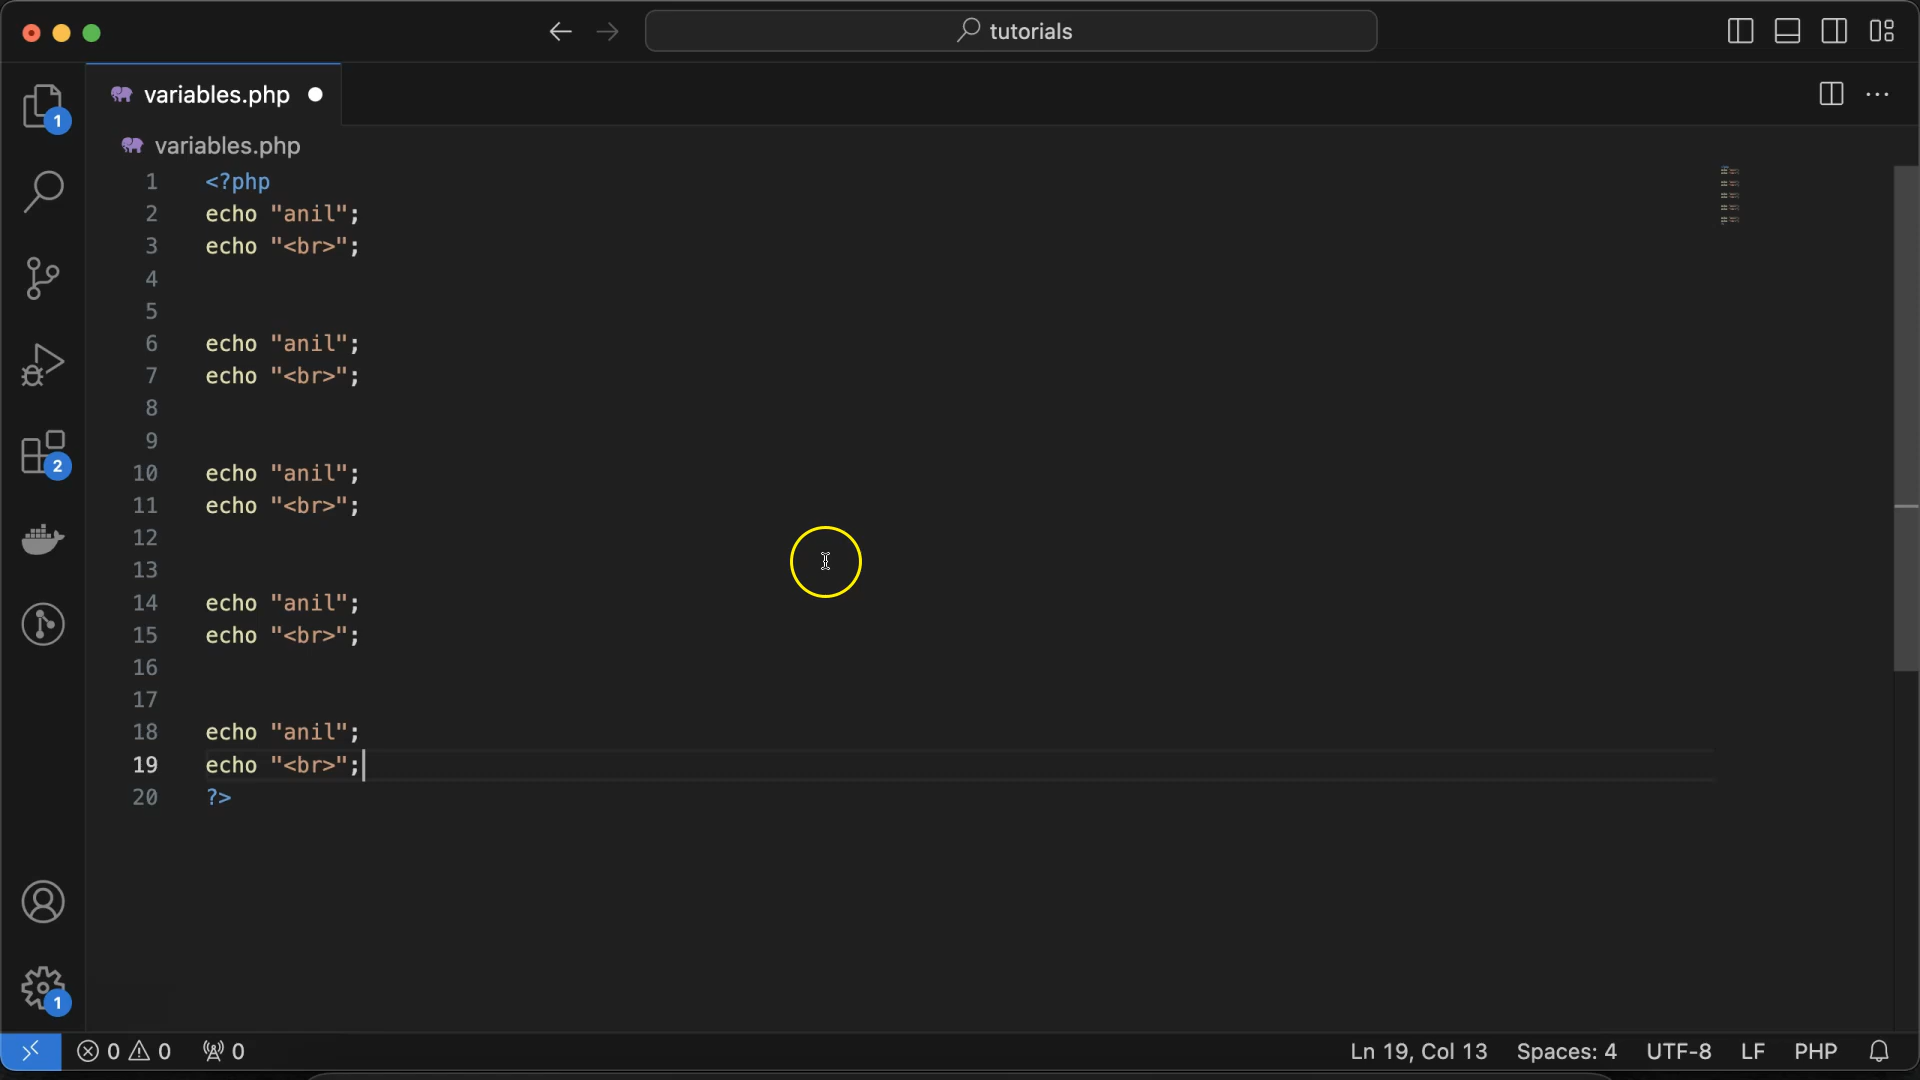 tutorials
variables.php
variables.php
1 <?php
2 echo "anil";
3 echo "<br>";
4
5
6 echo "anil";
7 echo "<br>";
8
9
10 echo "anil";
11 echo "<br>";
12
13
14 echo "anil";
15 echo "<br>";
16
17
18 echo "anil";
19 echo "<br>";
20 ?>
1
2
1
0 0 0 Ln 19, Col 13 Spaces: 4 UTF-8 LF PHP